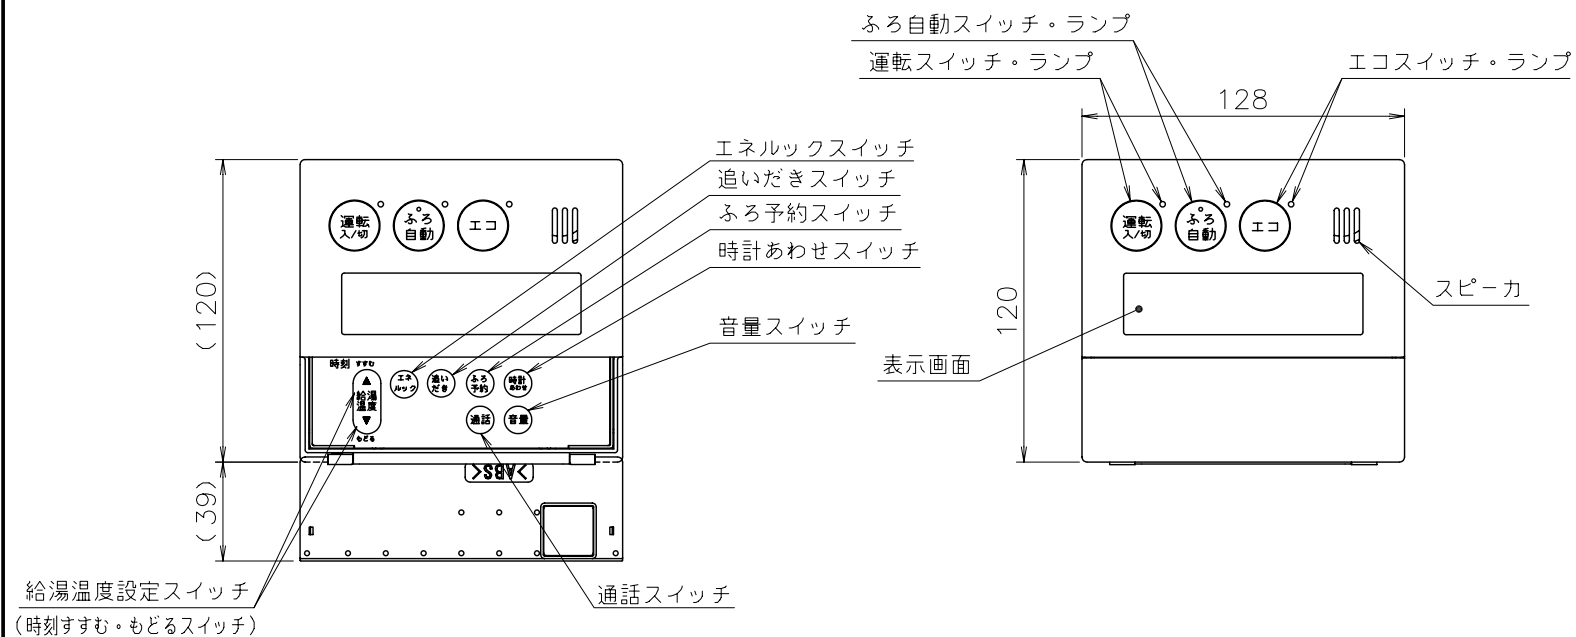 ふろ自動スイッチ・ランプ
運転スイッチ・ランプ
エコスイッチ・ランプ
128
エネルックスイッチ
追いだきスイッチ
ふろ予約スイッチ
時計あわせスイッチ
音量スイッチ
運転
入/切
ふろ
自動
エコ
(120)
時刻 すすむ
▲
給湯
温度
▼
もどる
エネ
ルック
追い
だき
ふろ
予約
時計
あわせ
通話
音量
>ABS<
(39)
給湯温度設定スイッチ
(時刻すすむ・もどるスイッチ)
通話スイッチ
運転
入/切
ふろ
自動
エコ
120
スピーカ
表示画面